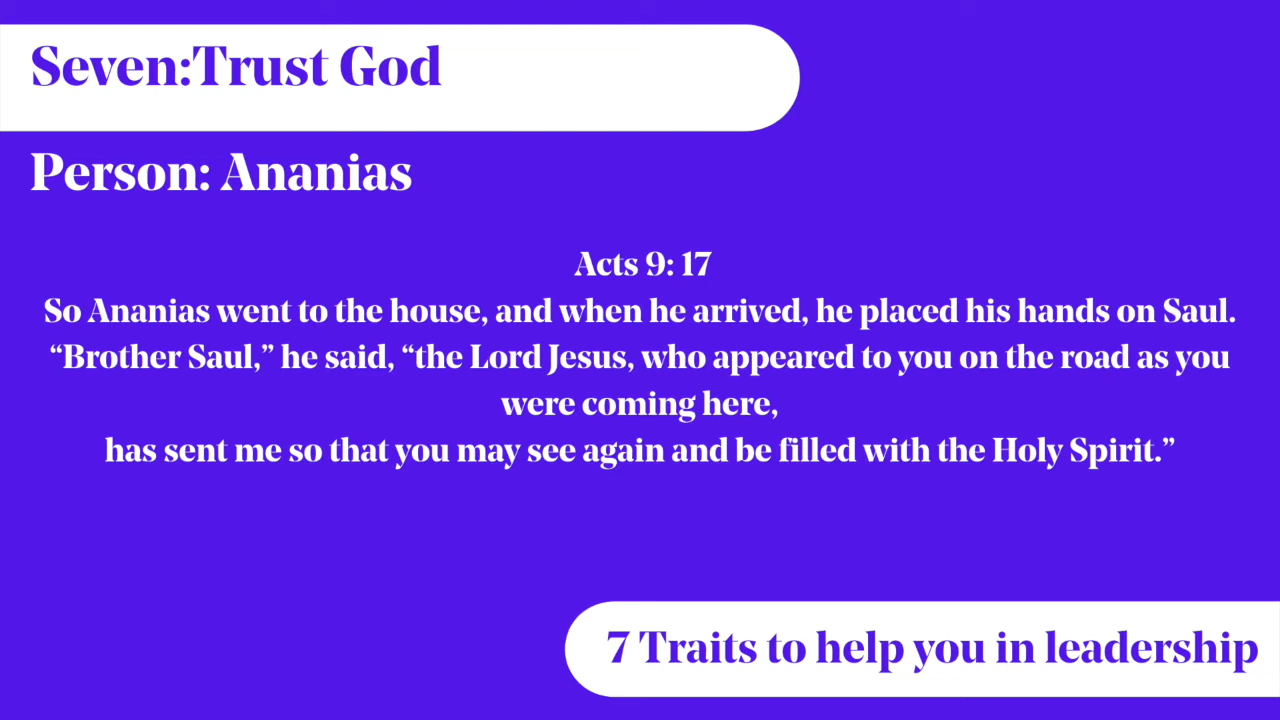 Seven:Trust God
Person: Ananias
Acts 9: 17
So Ananias went to the house, and when he arrived, he placed his hands on Saul.
“Brother Saul,” he said, “the Lord Jesus, who appeared to you on the road as you
were coming here,
has sent me so that you may see again and be filled with the Holy Spirit.”
7 Traits to help you in leadership